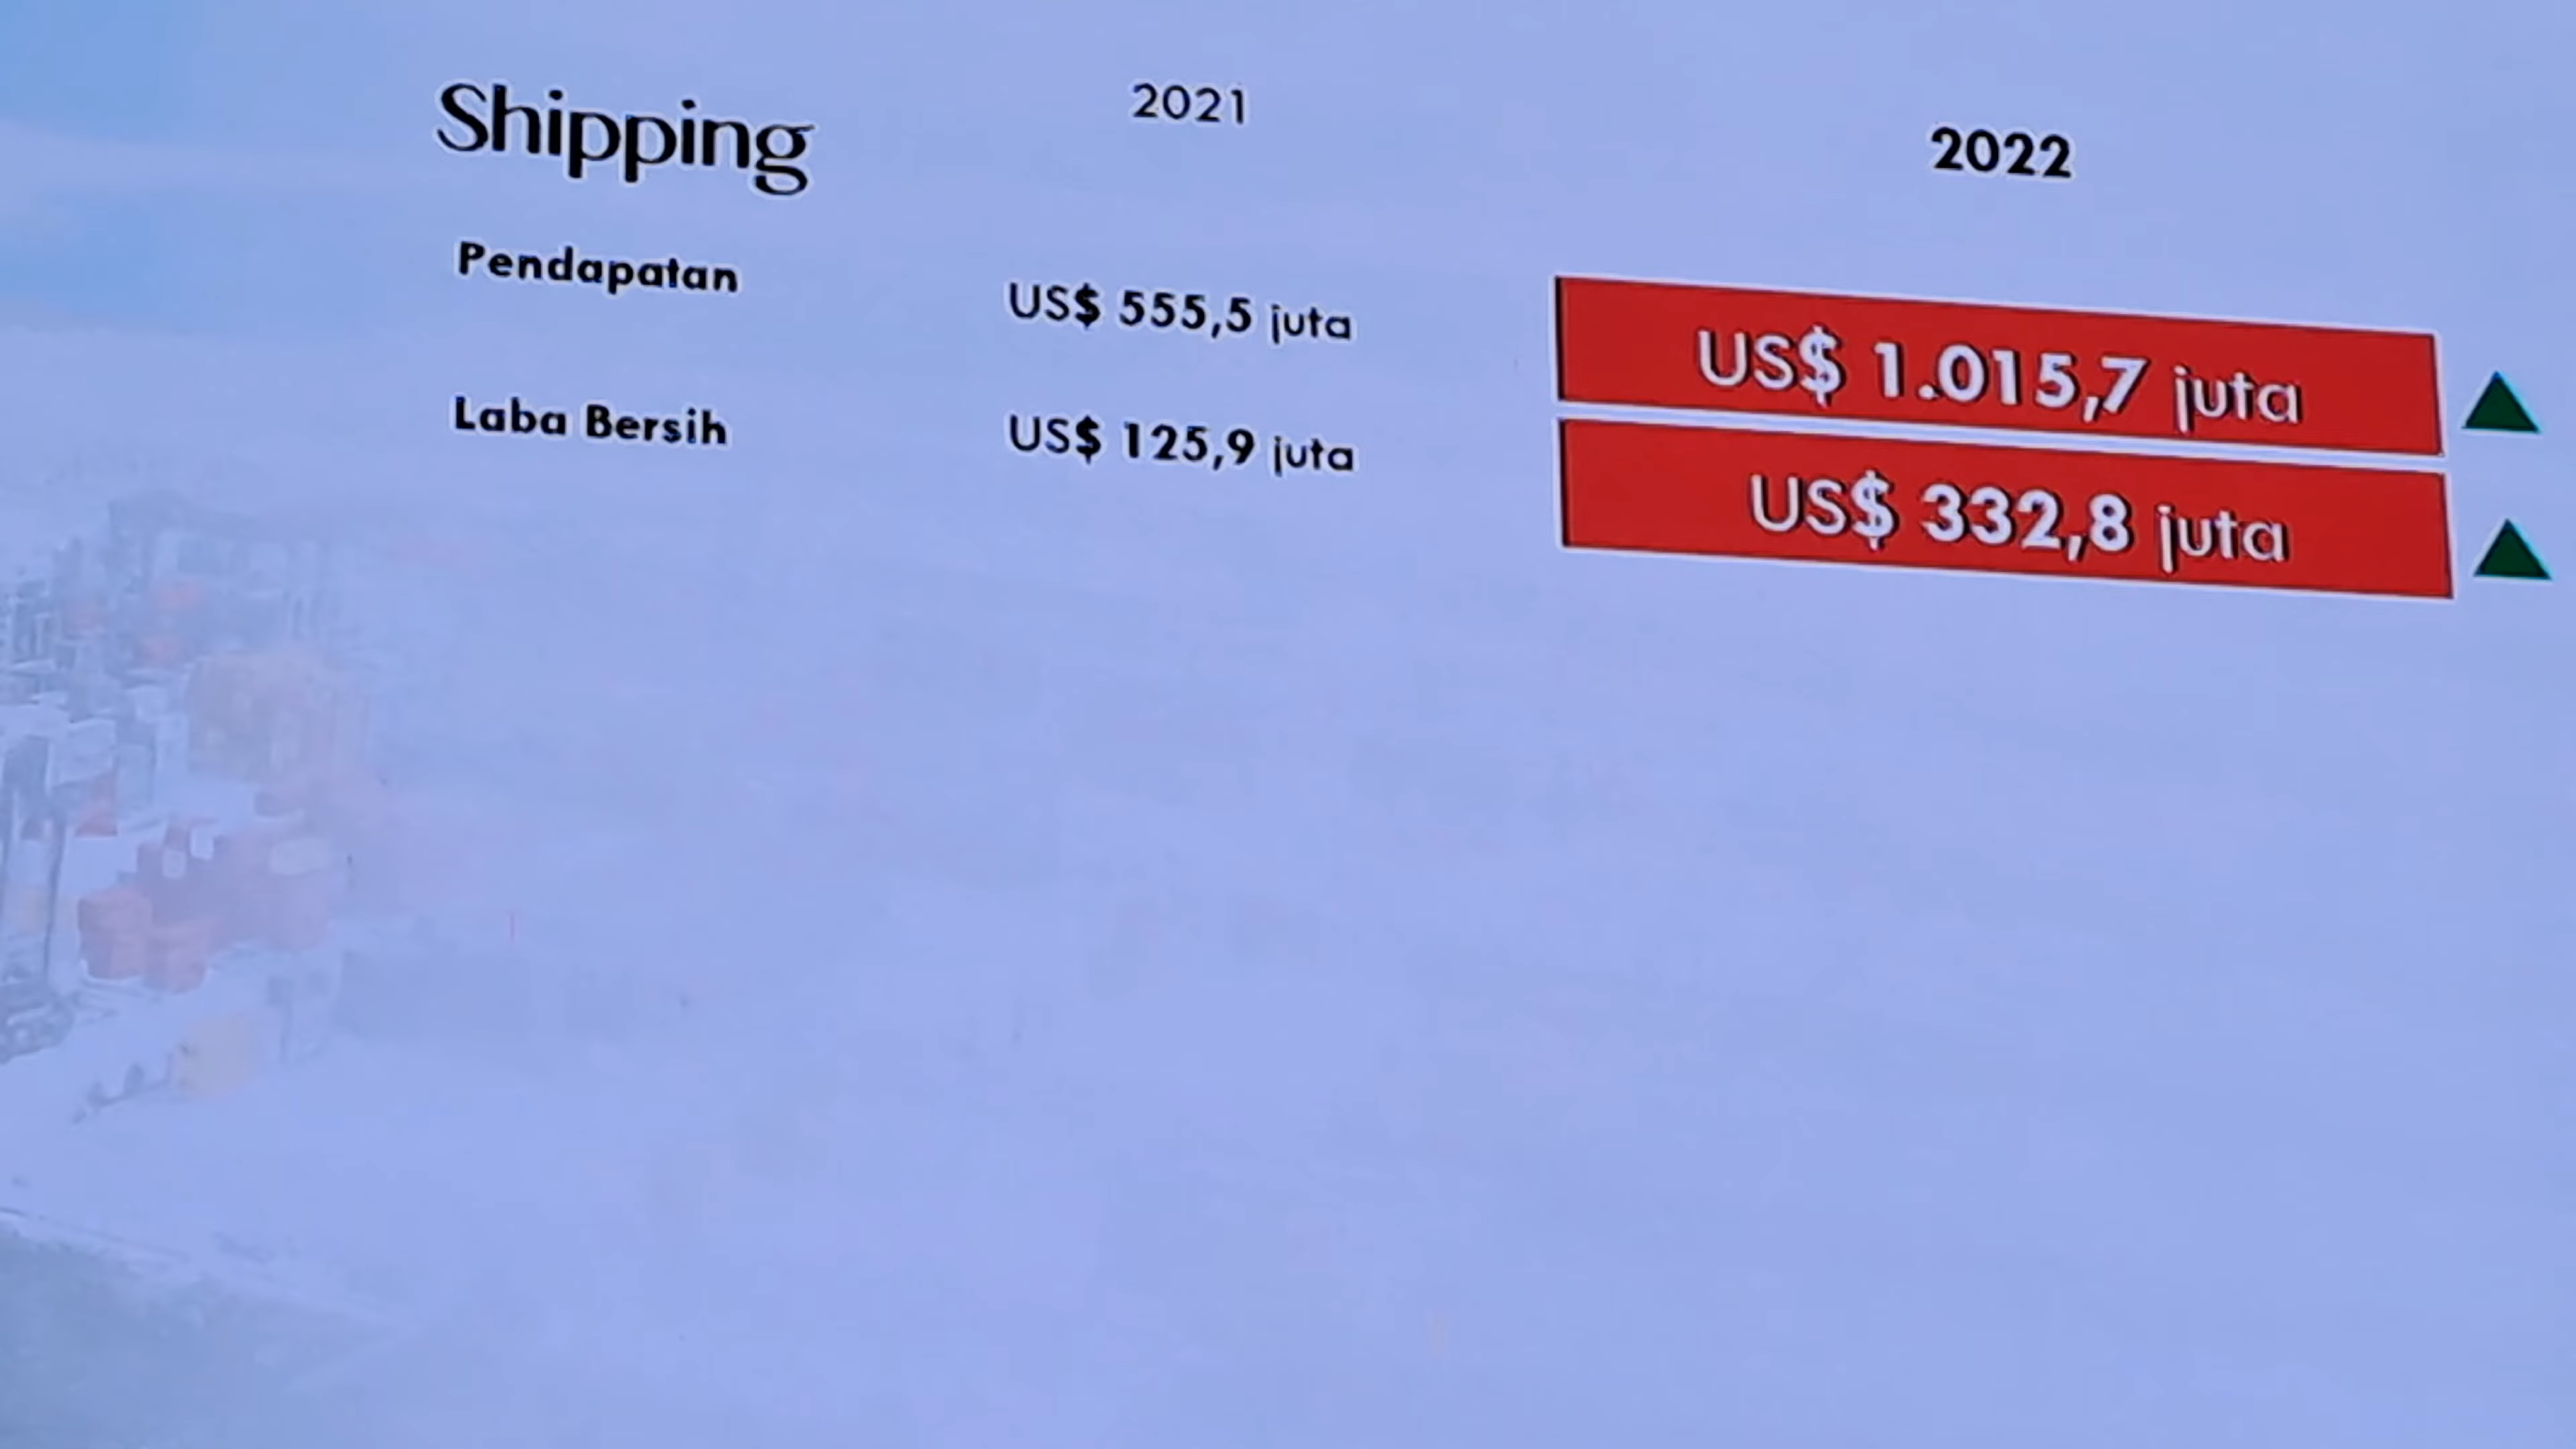 Shipping 2021 2022
Pendapatan US$ 555,5 juta US$ 1.015,7 juta
Laba Bersih US$ 125,9 juta US$ 332,8 juta